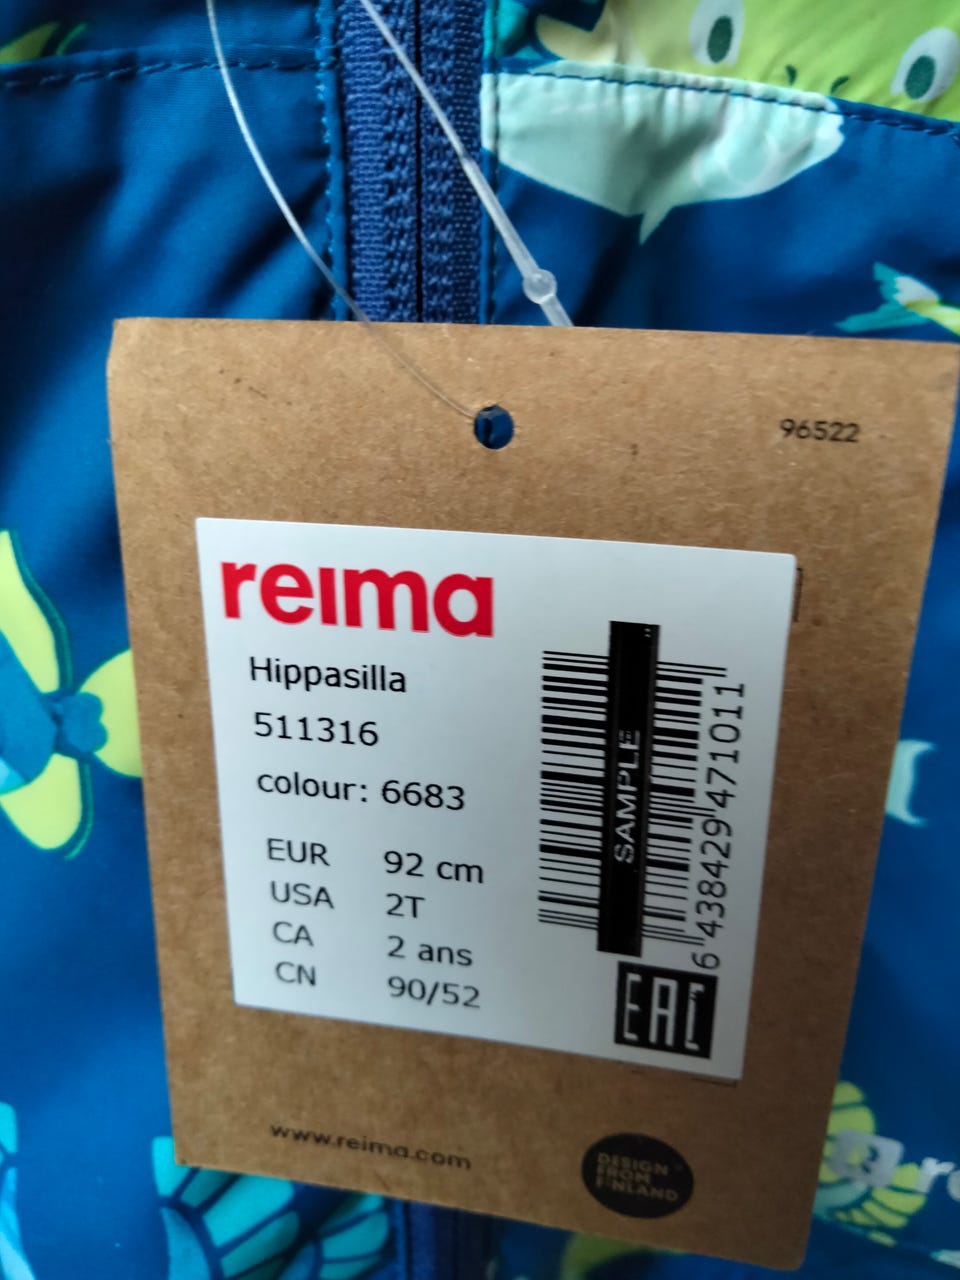 96522
reima
Hippasilla
511316
colour: 6683
EUR 92 cm
USA 2T
CA 2 ans
CN 90/52
SAMPLE
6 438429 471011
EAC
www.reima.com
DESIGN
FROM
FINLAND